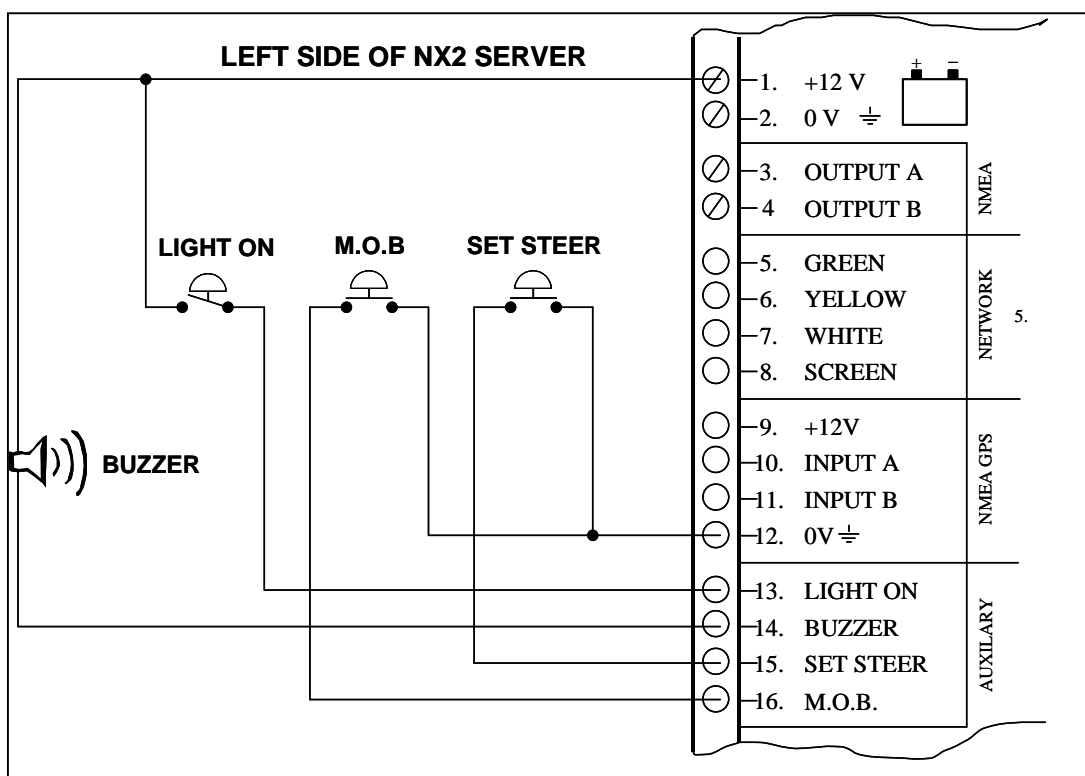 LEFT SIDE OF NX2 SERVER
+ −
1. +12 V
2. 0 V
3. OUTPUT A
4 OUTPUT B
NMEA
LIGHT ON
M.O.B
SET STEER
5. GREEN
6. YELLOW
7. WHITE
8. SCREEN
NETWORK
5.
BUZZER
9. +12V
10. INPUT A
11. INPUT B
12. 0V
NMEA GPS
13. LIGHT ON
14. BUZZER
15. SET STEER
16. M.O.B.
AUXILARY